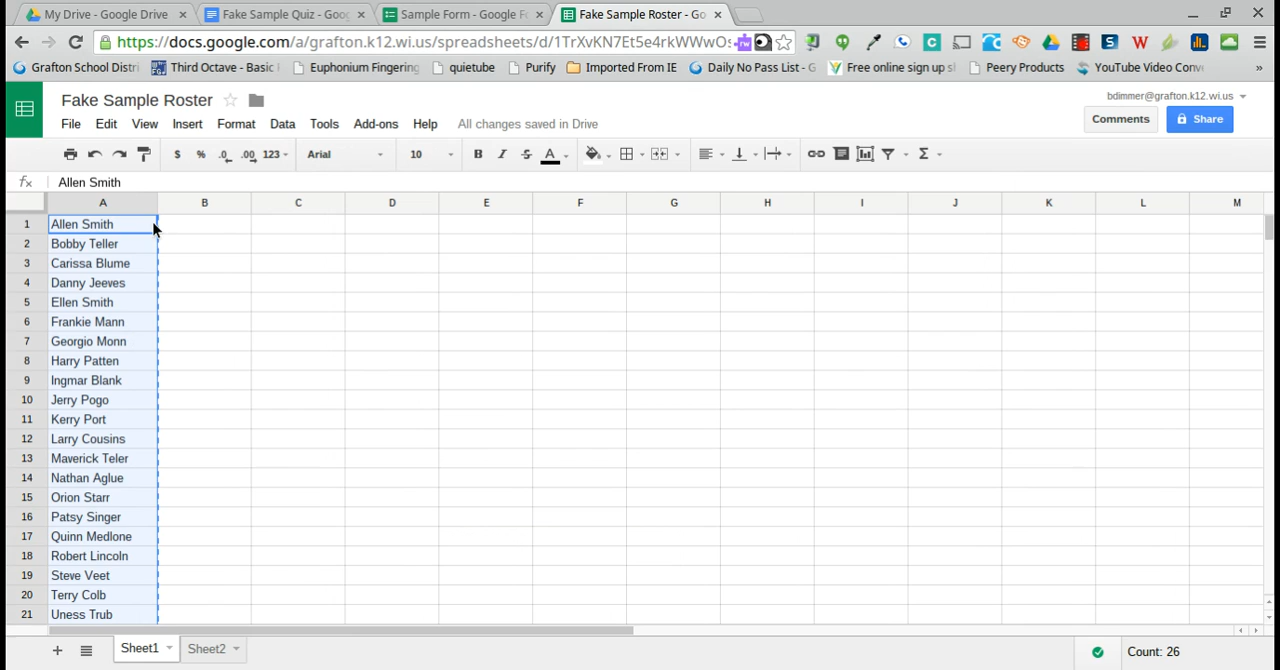 My Drive - Google Drive × Fake Sample Quiz - Goog × Sample Form - Google Fo × Fake Sample Roster - Go ×
https://docs.google.com/a/grafton.k12.wi.us/spreadsheets/d/1TrXvKN7Et5e4rkWWwOs
Grafton School Distri Third Octave - Basic Euphonium Fingering quietube Purify Imported From IE Daily No Pass List - G Free online sign up sh Peery Products YouTube Video Conv »
Fake Sample Roster bdimmer@grafton.k12.wi.us
File Edit View Insert Format Data Tools Add-ons Help All changes saved in Drive Comments Share
$ % .0 .00 123 Arial 10 B I S A Σ
fx Allen Smith
A B C D E F G H I J K L M
1 Allen Smith
2 Bobby Teller
3 Carissa Blume
4 Danny Jeeves
5 Ellen Smith
6 Frankie Mann
7 Georgio Monn
8 Harry Patten
9 Ingmar Blank
10 Jerry Pogo
11 Kerry Port
12 Larry Cousins
13 Maverick Teler
14 Nathan Aglue
15 Orion Starr
16 Patsy Singer
17 Quinn Medlone
18 Robert Lincoln
19 Steve Veet
20 Terry Colb
21 Uness Trub
+ Sheet1 Sheet2 Count: 26